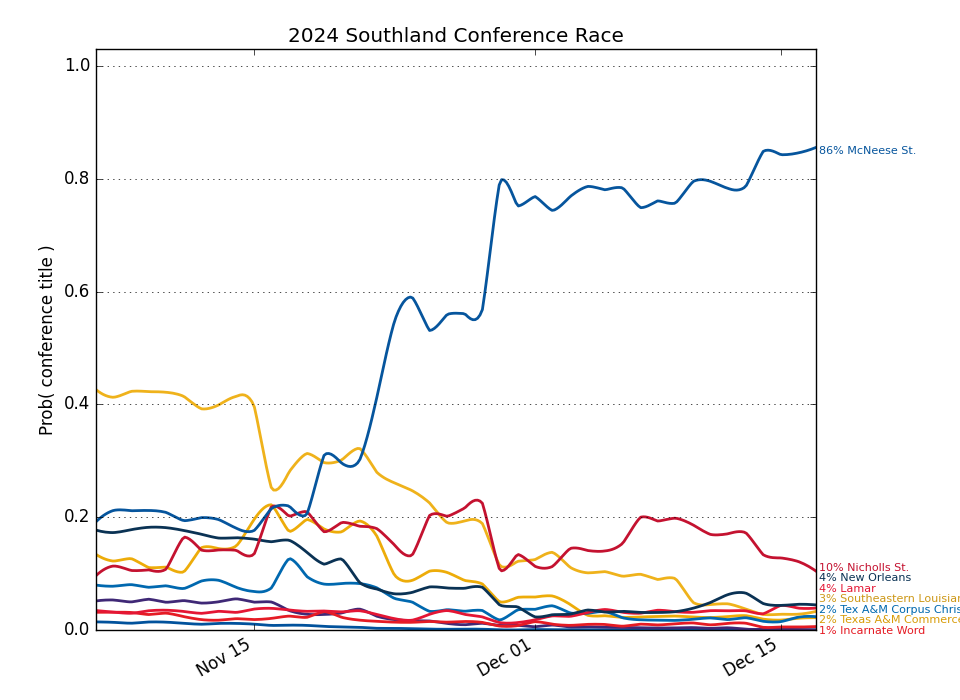 2024 Southland Conference Race
Prob( conference title )
1.0
0.8
0.6
0.4
0.2
0.0
Nov 15
Dec 01
Dec 15
86% McNeese St.
10% Nicholls St.
4% New Orleans
4% Lamar
3% Southeastern Louisian
2% Tex A&M Corpus Chris
2% Texas A&M Commerce
1% Incarnate Word